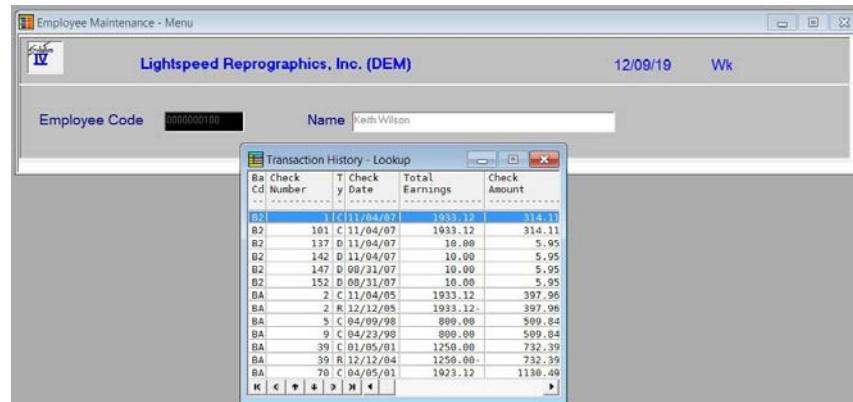 Employee Maintenance - Menu
Solution IV
Lightspeed Reprographics, Inc. (DEM) 12/09/19 Wk
Employee Code 0000000100 Name Keith Wilson
Transaction History - Lookup
Ba Check T Check Total Check
Cd Number y Date Earnings Amount
-- ----------- - -------- ------------- ---------
B2 1 C 11/04/07 1933.12 314.11
B2 101 C 11/04/07 1933.12 314.11
B2 137 D 11/04/07 10.00 5.95
B2 142 D 11/04/07 10.00 5.95
B2 147 D 08/31/07 10.00 5.95
B2 152 D 08/31/07 10.00 5.95
BA 2 C 11/04/05 1933.12 397.96
BA 2 R 12/12/05 1933.12- 397.96
BA 5 C 04/09/98 800.00 509.84
BA 9 C 04/23/98 800.00 509.84
BA 39 C 01/05/01 1250.00 732.39
BA 39 R 12/12/04 1250.00- 732.39
BA 70 C 04/05/01 1923.12 1130.49